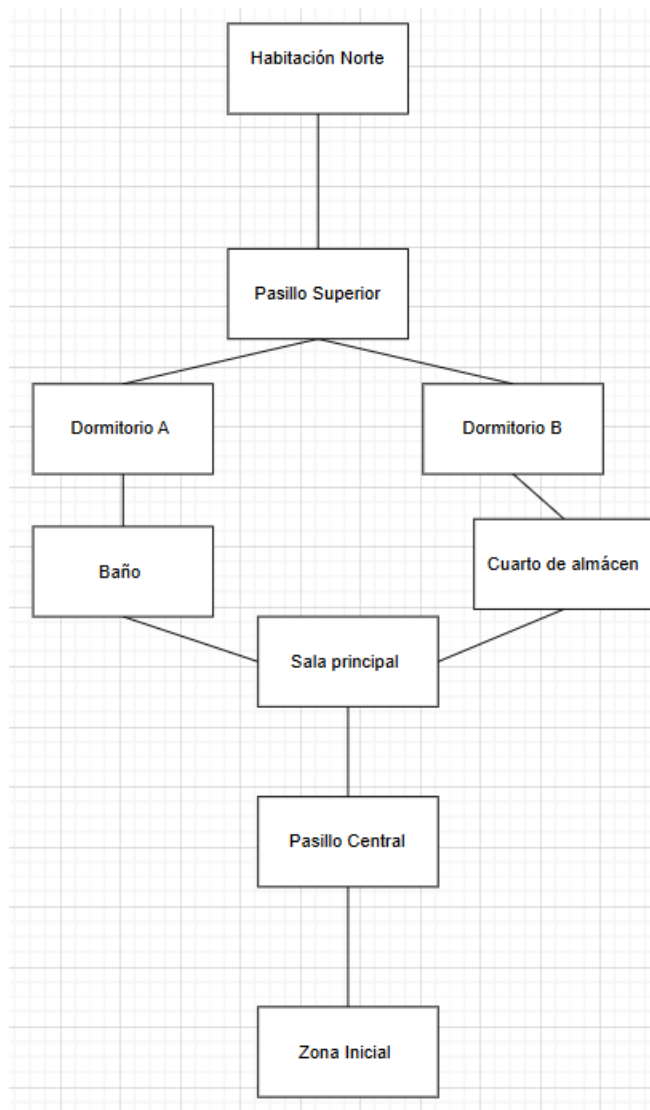 Habitación Norte
Pasillo Superior
Dormitorio A
Dormitorio B
Baño
Cuarto de almácen
Sala principal
Pasillo Central
Zona Inicial